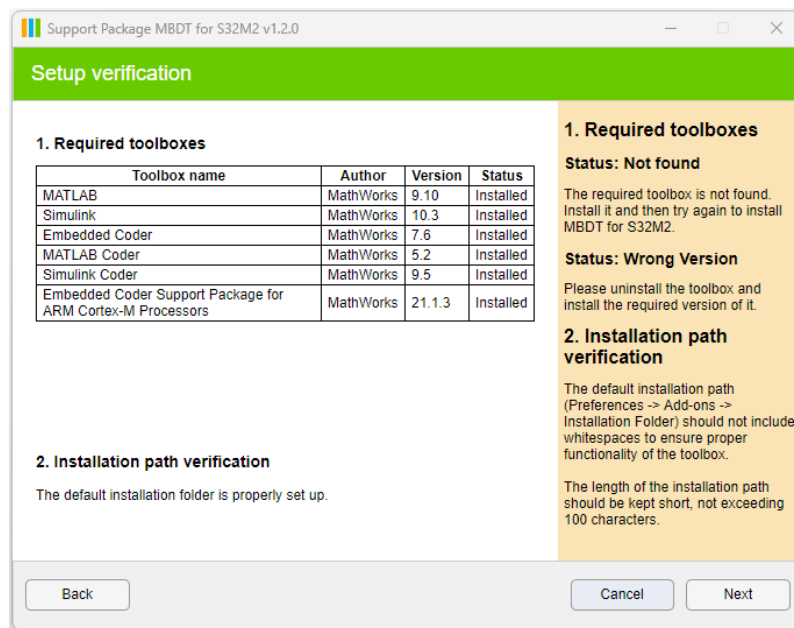 Support Package MBDT for S32M2 v1.2.0
Setup verification
1. Required toolboxes
Toolbox name Author Version Status
MATLAB MathWorks 9.10 Installed
Simulink MathWorks 10.3 Installed
Embedded Coder MathWorks 7.6 Installed
MATLAB Coder MathWorks 5.2 Installed
Simulink Coder MathWorks 9.5 Installed
Embedded Coder Support Package for
ARM Cortex-M Processors MathWorks 21.1.3 Installed
2. Installation path verification
The default installation folder is properly set up.
1. Required toolboxes
Status: Not found
The required toolbox is not found.
Install it and then try again to install
MBDT for S32M2.
Status: Wrong Version
Please uninstall the toolbox and
install the required version of it.
2. Installation path
verification
The default installation path
(Preferences -> Add-ons ->
Installation Folder) should not include
whitespaces to ensure proper
functionality of the toolbox.
The length of the installation path
should be kept short, not exceeding
100 characters.
Back
Cancel
Next